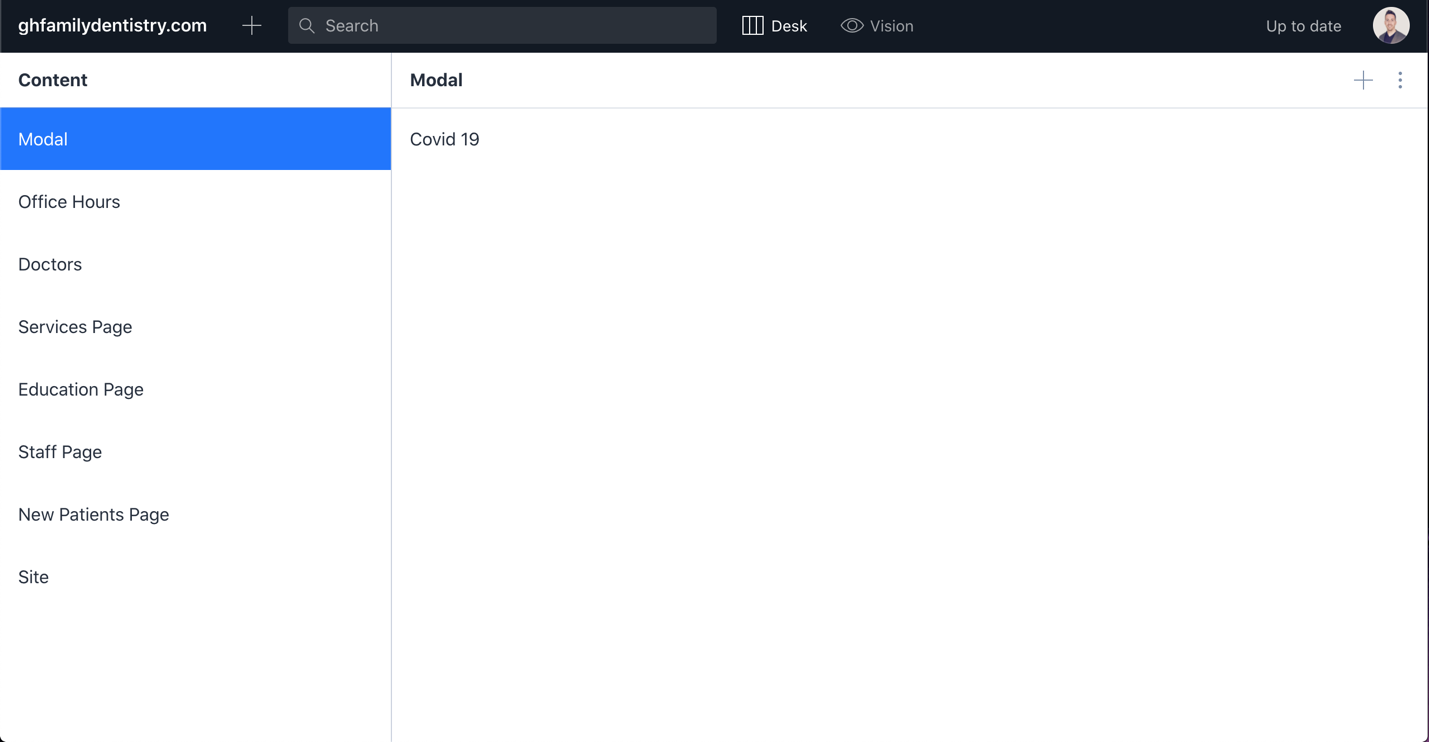 ghfamilydentistry.com
Search
Desk
Vision
Up to date
Content
Modal
Office Hours
Doctors
Services Page
Education Page
Staff Page
New Patients Page
Site
Modal
Covid 19